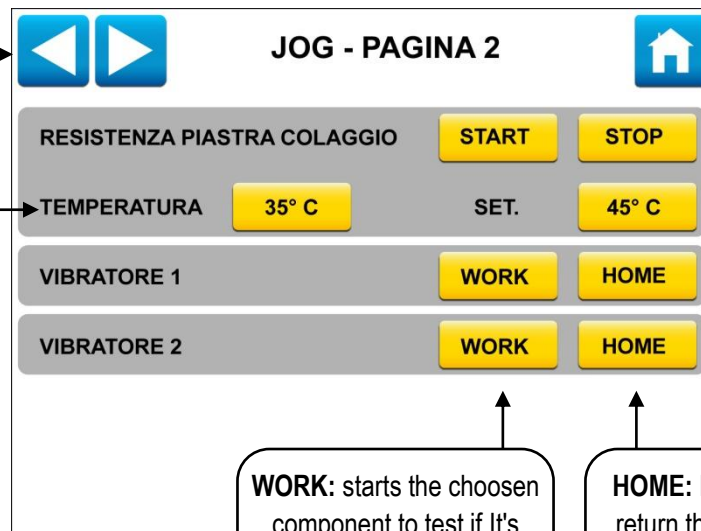 JOG - PAGINA 2
RESISTENZA PIASTRA COLAGGIO START STOP
TEMPERATURA 35° C SET. 45° C
VIBRATORE 1 WORK HOME
VIBRATORE 2 WORK HOME
WORK: starts the choosen
component to test if It's
HOME:
return